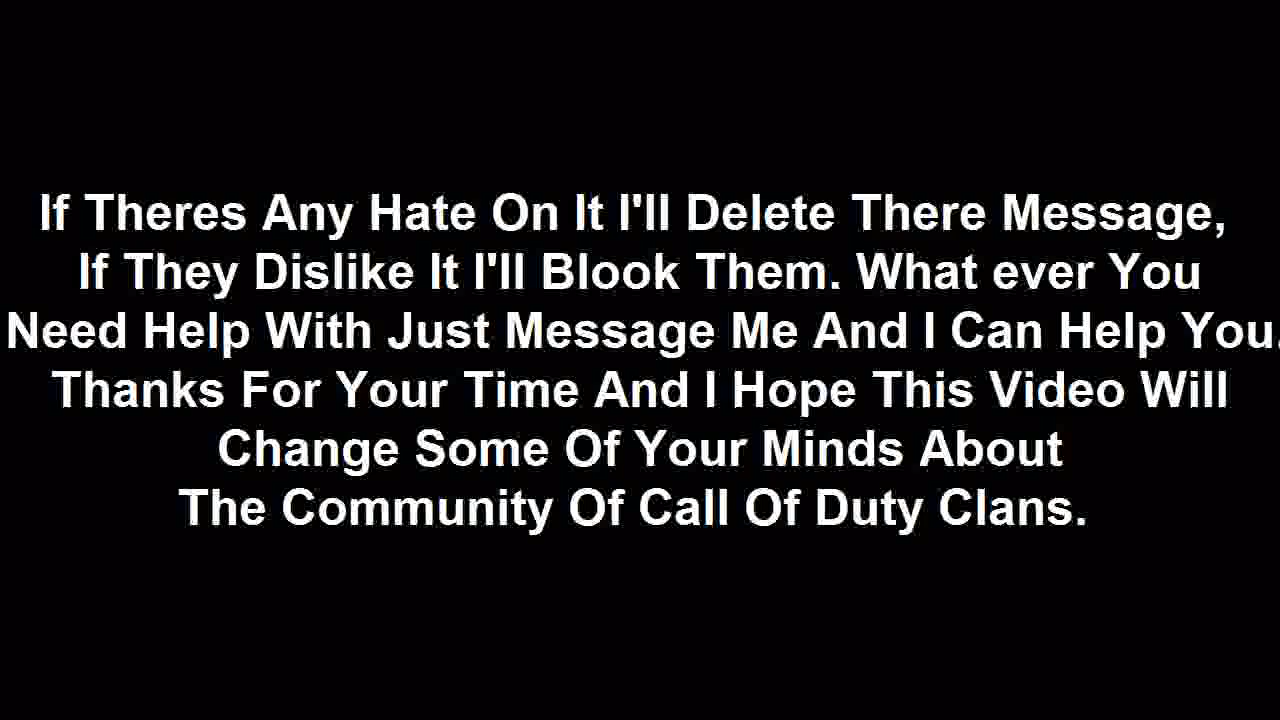 If Theres Any Hate On It I'll Delete There Message,
If They Dislike It I'll Blook Them. What ever You
Need Help With Just Message Me And I Can Help You.
Thanks For Your Time And I Hope This Video Will
Change Some Of Your Minds About
The Community Of Call Of Duty Clans.